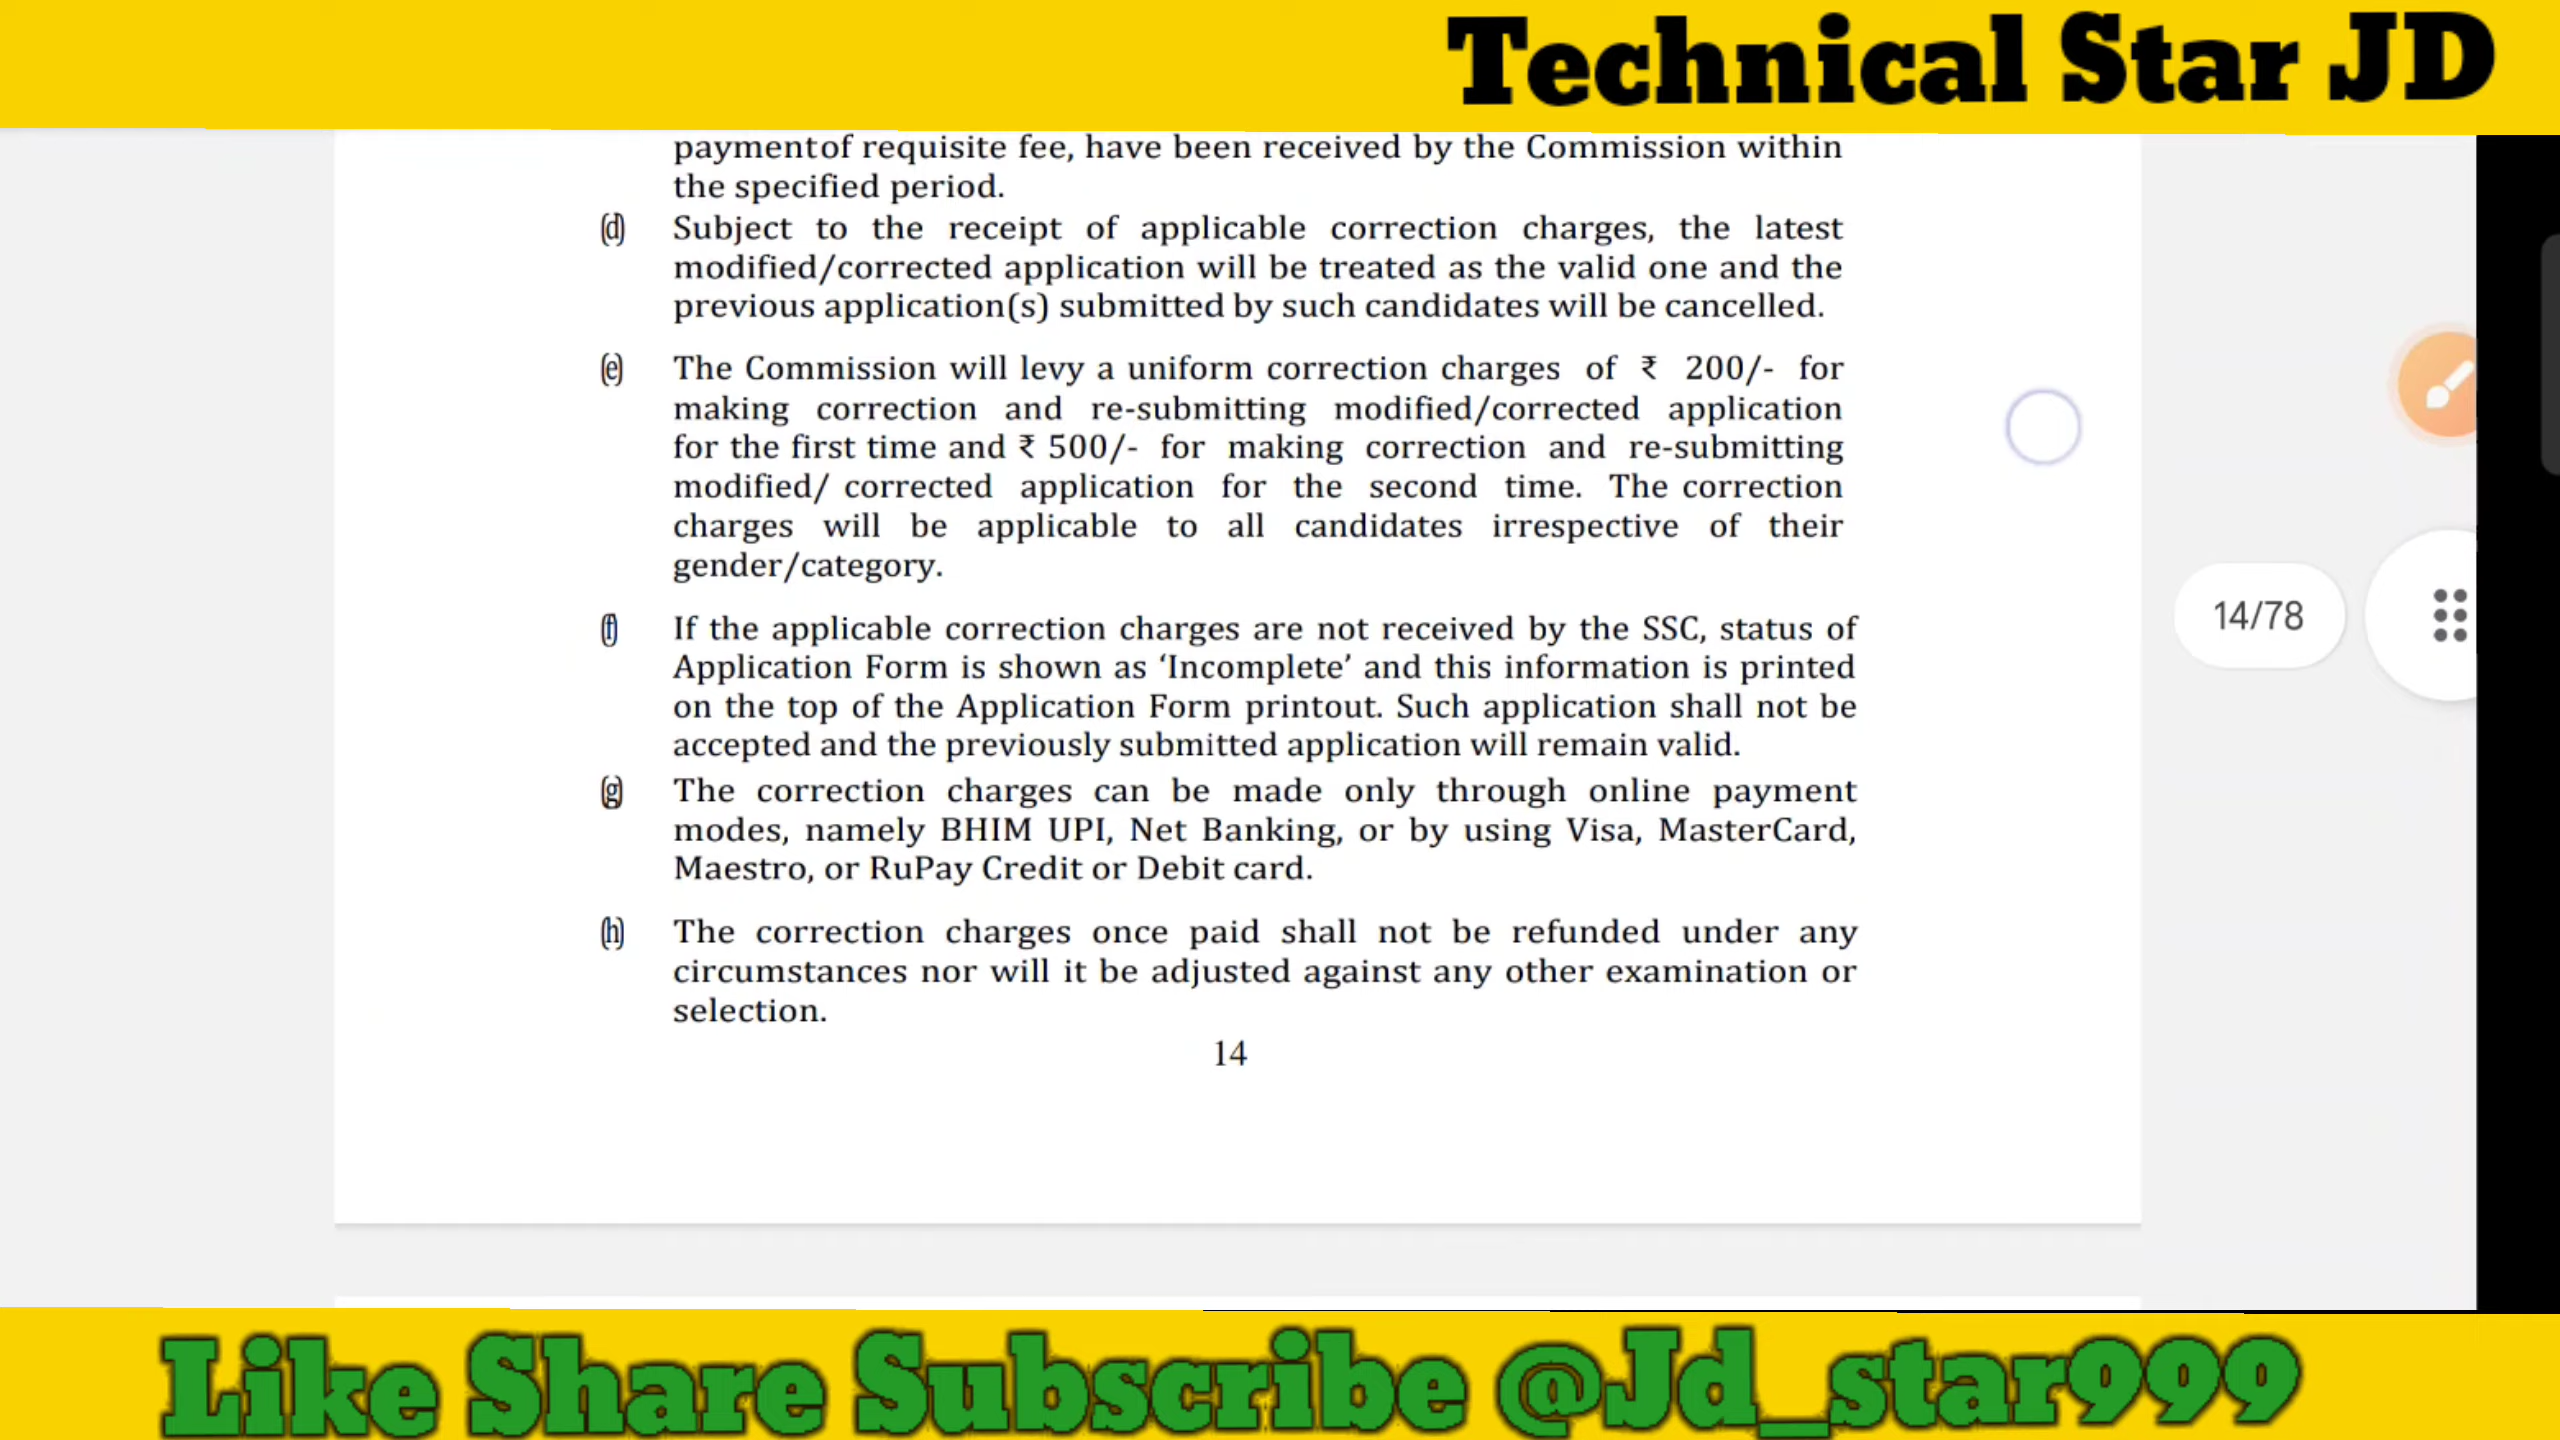 Technical Star JD
paymentof requisite fee, have been received by the Commission within
the specified period.
(d) Subject to the receipt of applicable correction charges, the latest
modified/corrected application will be treated as the valid one and the
previous application(s) submitted by such candidates will be cancelled.
(e) The Commission will levy a uniform correction charges of ₹ 200/- for
making correction and re-submitting modified/corrected application
for the first time and ₹ 500/- for making correction and re-submitting
modified/ corrected application for the second time. The correction
charges will be applicable to all candidates irrespective of their
gender/category.
(f) If the applicable correction charges are not received by the SSC, status of
Application Form is shown as ‘Incomplete’ and this information is printed
on the top of the Application Form printout. Such application shall not be
accepted and the previously submitted application will remain valid.
(g) The correction charges can be made only through online payment
modes, namely BHIM UPI, Net Banking, or by using Visa, MasterCard,
Maestro, or RuPay Credit or Debit card.
(h) The correction charges once paid shall not be refunded under any
circumstances nor will it be adjusted against any other examination or
selection.
14
14/78
Like Share Subscribe @Jd_star999